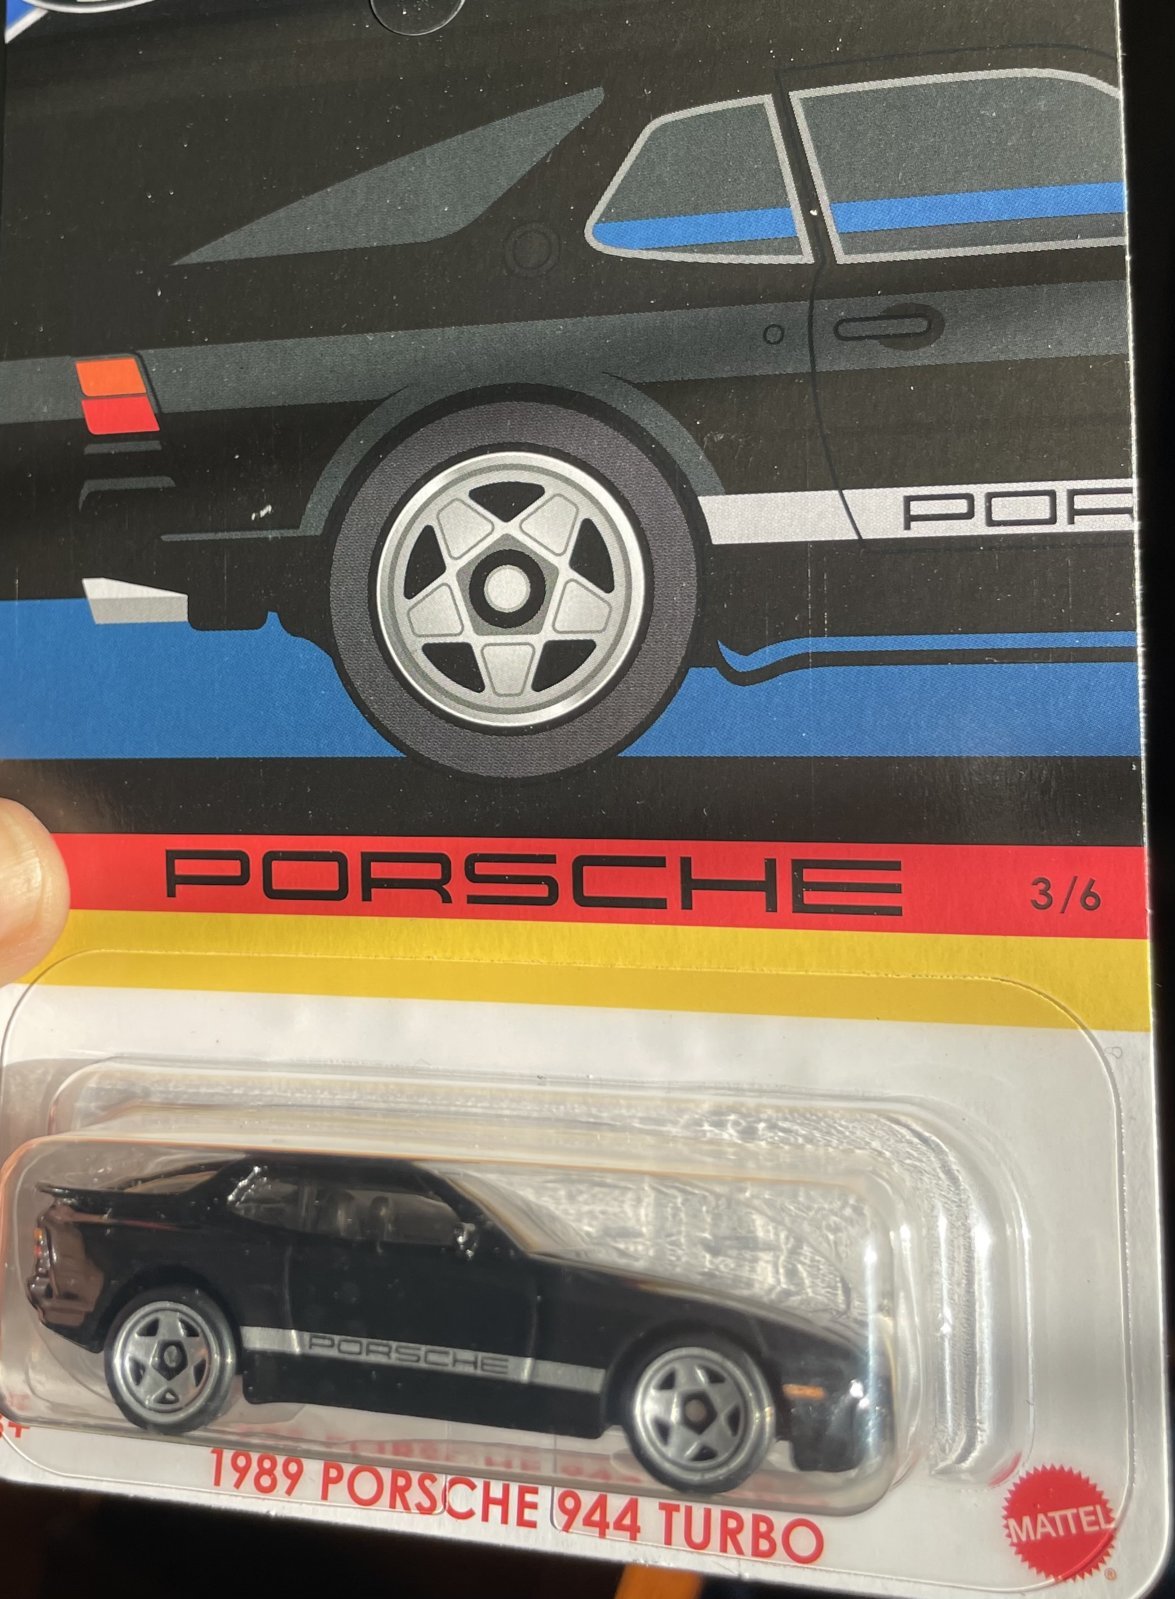 POR
PORSCHE 3/6
PORSCHE
1989 PORSCHE 944 TURBO
MATTEL
®